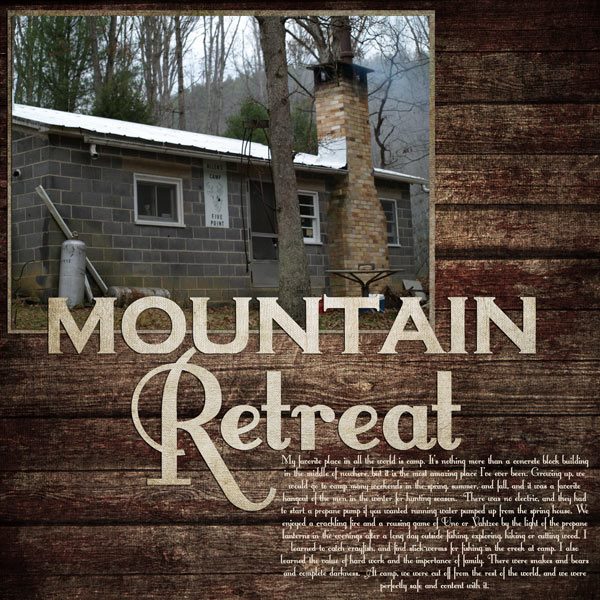 ALLEN'S
CAMP
FIVE
POINT
MOUNTAIN
Retreat
My favorite place in all the world is camp. It's nothing more than a concrete block building
in the middle of nowhere, but it is the most amazing place I've ever been. Growing up, we
would go to camp many weekends in the spring, summer, and fall, and it was a favorite
hangout of the men in the winter for hunting season. There was no electric, and they had
to start a propane pump if you wanted running water pumped up from the spring house. We
enjoyed a crackling fire and a rousing game of Uno or Yahtzee by the light of the propane
lanterns in the evenings after a long day outside fishing, exploring, hiking or cutting wood. I
learned to catch crayfish, and find stickworms for fishing in the creek at camp. I also
learned the value of hard work and the importance of family. There were snakes and bears
and complete darkness. At camp, we were cut off from the rest of the world, and we were
perfectly safe and content with it.